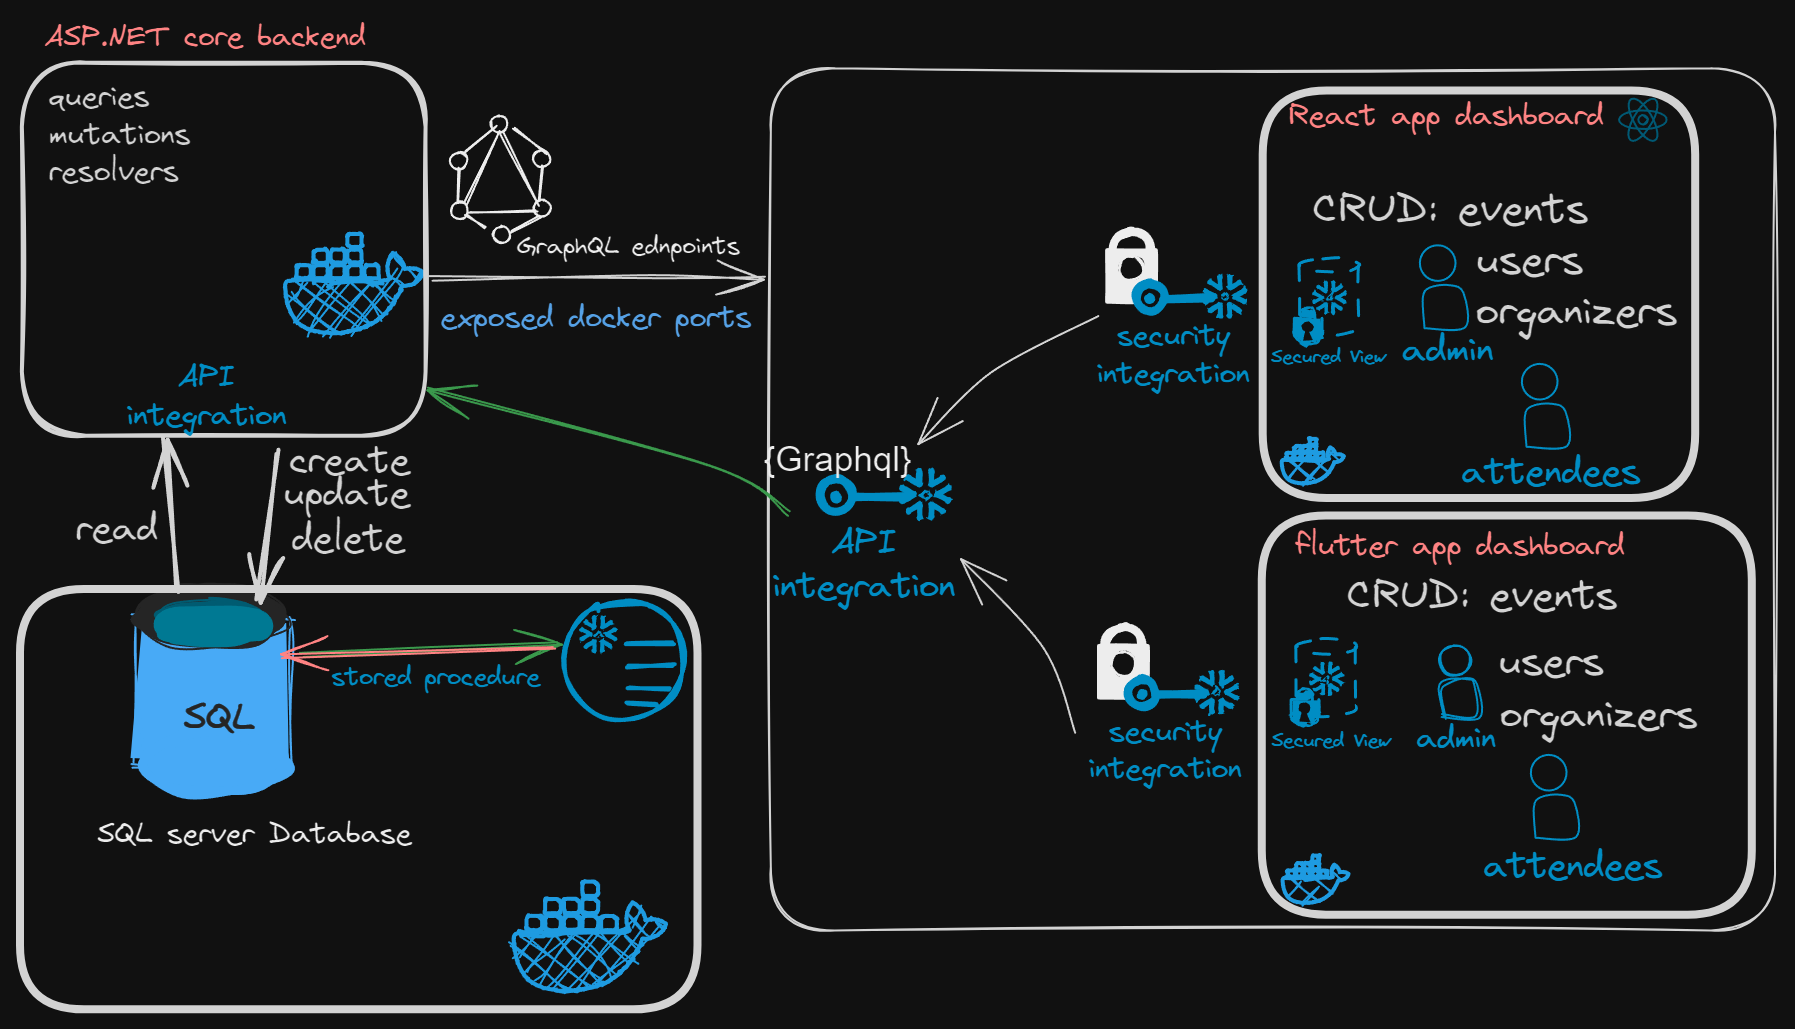 ASP.NET core backend
queries
mutations
resolvers
API
integration
GraphQL ednpoints
exposed docker ports
read
create
update
delete
SQL
stored procedure
SQL server Database
{Graphql}
API
integration
security
integration
security
integration
React app dashboard
CRUD: events
users
organizers
Secured View
admin
attendees
flutter app dashboard
CRUD: events
users
organizers
Secured View
admin
attendees